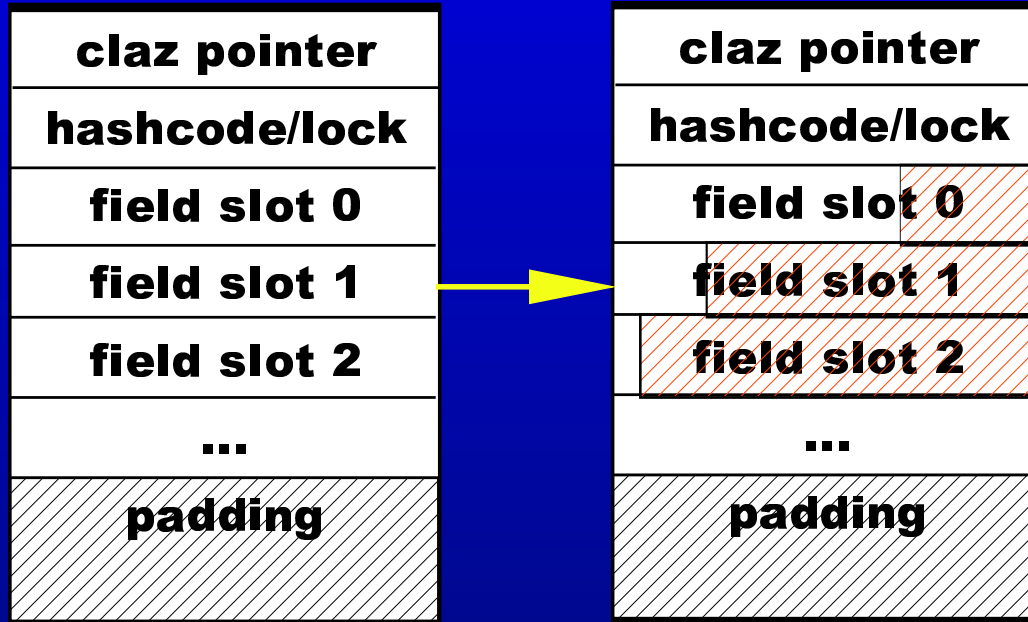 claz pointer
hashcode/lock
field slot 0
field slot 1
field slot 2
...
padding
claz pointer
hashcode/lock
field slot 0
field slot 1
field slot 2
...
padding